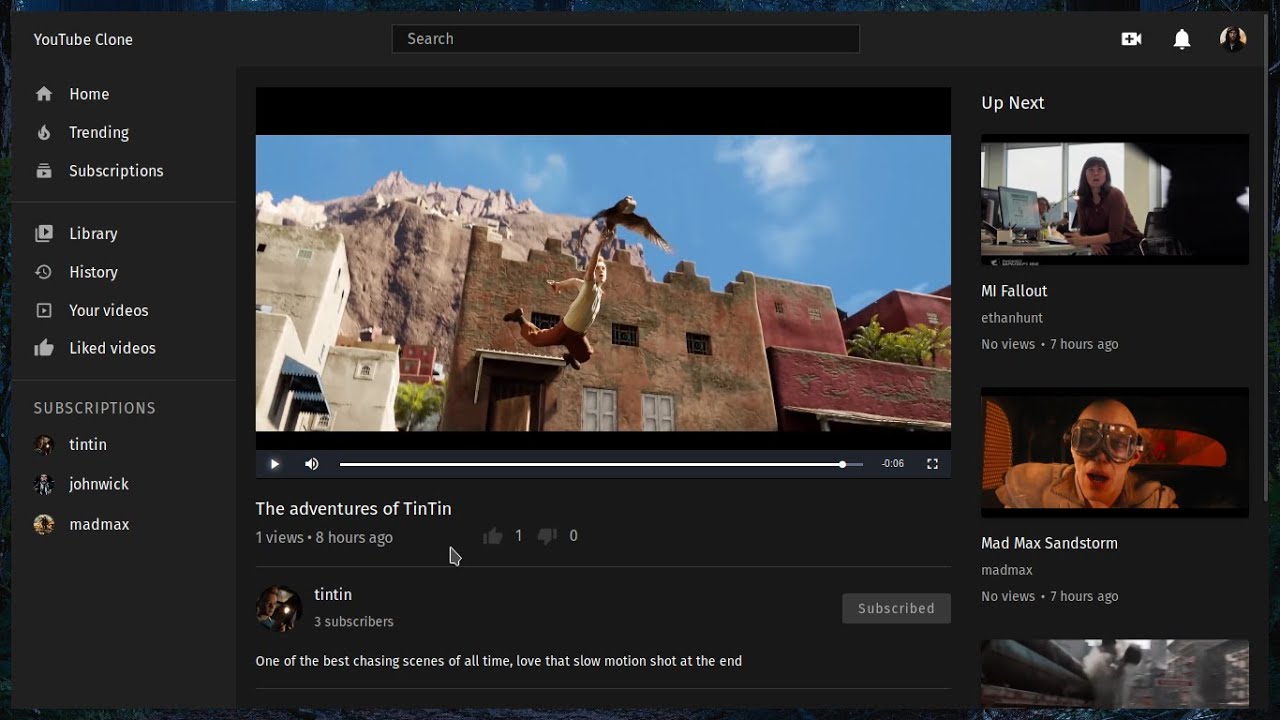 YouTube Clone
Search
Home
Trending
Subscriptions
Library
History
Your videos
Liked videos
SUBSCRIPTIONS
tintin
johnwick
madmax
-0:06
The adventures of TinTin
1 views • 8 hours ago
1
0
tintin
3 subscribers
Subscribed
One of the best chasing scenes of all time, love that slow motion shot at the end
Up Next
MI Fallout
ethanhunt
No views • 7 hours ago
Mad Max Sandstorm
madmax
No views • 7 hours ago